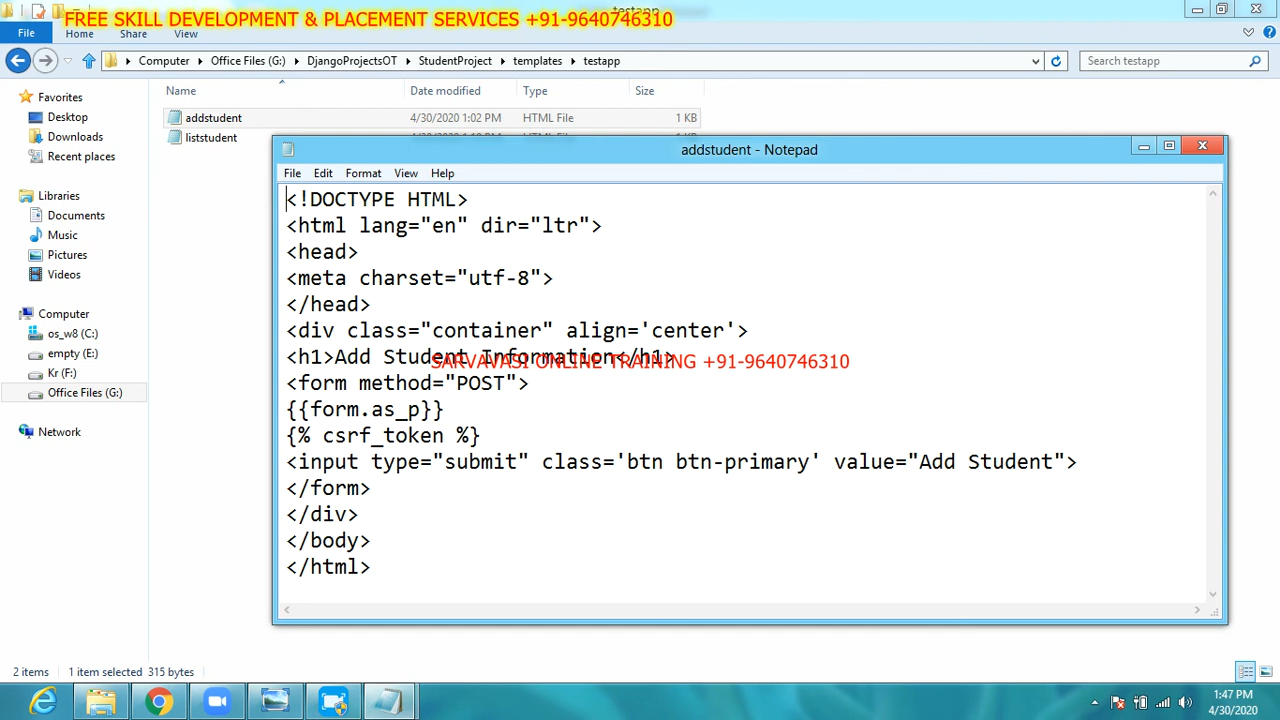 FREE SKILL DEVELOPMENT & PLACEMENT SERVICES +91-9640746310
testapp
File Home Share View
Computer Office Files (G:) DjangoProjectsOT StudentProject templates testapp
Search testapp
Name Date modified Type Size
addstudent 4/30/2020 1:02 PM HTML File 1 KB
liststudent
Favorites
Desktop
Downloads
Recent places
Libraries
Documents
Music
Pictures
Videos
Computer
os_w8 (C:)
empty (E:)
Kr (F:)
Office Files (G:)
Network
addstudent - Notepad
File Edit Format View Help
<!DOCTYPE HTML>
<html lang="en" dir="ltr">
<head>
<meta charset="utf-8">
</head>
<div class="container" align='center'>
<h1>Add Student Information</h1>
SARVAVASI ONLINE TRAINING +91-9640746310
<form method="POST">
{{form.as_p}}
{% csrf_token %}
<input type="submit" class='btn btn-primary' value="Add Student">
</form>
</div>
</body>
</html>
2 items 1 item selected 315 bytes
1:47 PM
4/30/2020